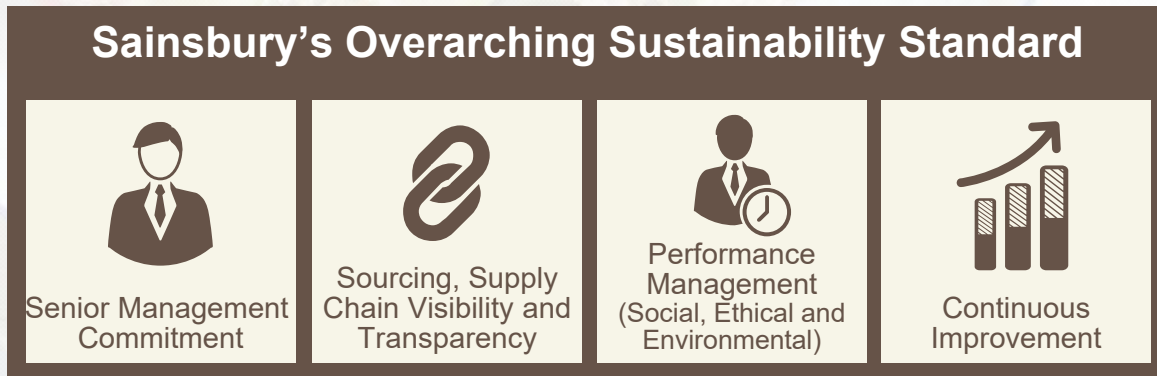 Sainsbury’s Overarching Sustainability Standard
Senior Management
Commitment
Sourcing, Supply
Chain Visibility and
Transparency
Performance
Management
(Social, Ethical and
Environmental)
Continuous
Improvement